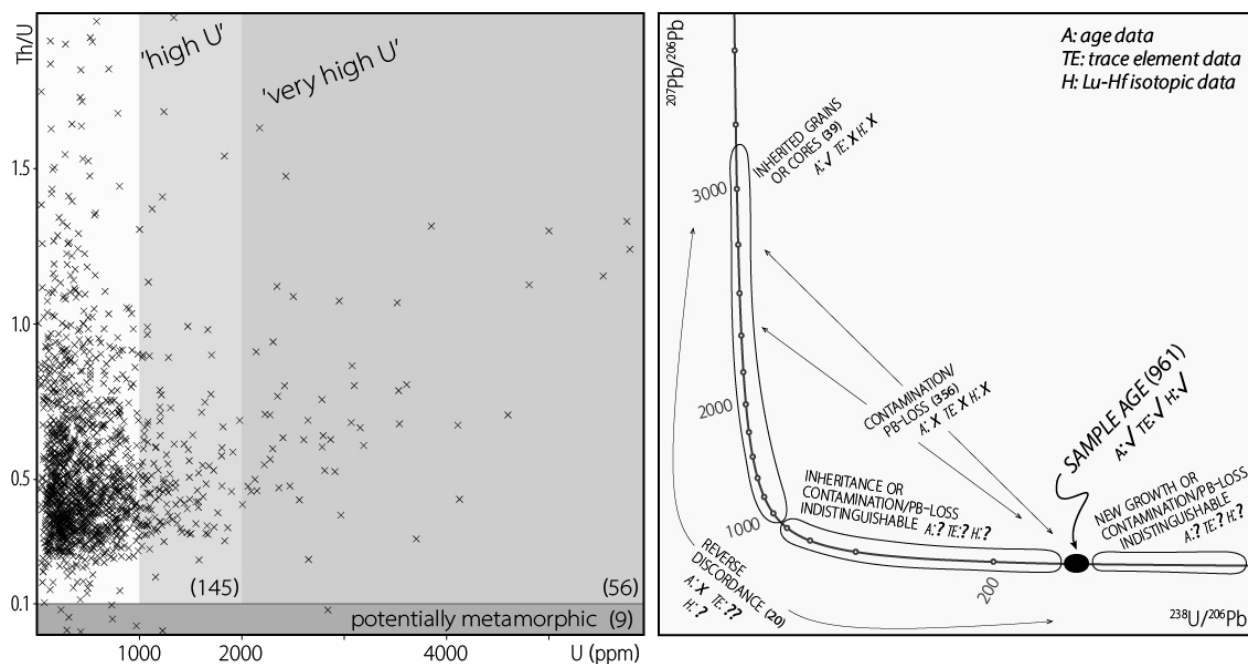 Th/U
'high U'
'very high U'
1.5
1.0
0.5
0.1
(145)
(56)
potentially metamorphic (9)
1000
2000
4000
U (ppm)
207Pb/206Pb
A: age data
TE: trace element data
H: Lu-Hf isotopic data
INHERITED GRAINS
OR CORES (39)
A:√ TE:X H:X
3000
2000
1000
200
CONTAMINATION/
PB-LOSS (356)
A:X TE:X H:X
SAMPLE AGE (961)
A:√ TE:√ H:√
INHERITANCE OR
CONTAMINATION/PB-LOSS
INDISTINGUISHABLE A:? TE:? H:?
NEW GROWTH OR
CONTAMINATION/PB-LOSS
INDISTINGUISHABLE
A:? TE:? H:?
REVERSE
DISCORDANCE (20)
A:X TE:??
H:?
238U/206Pb